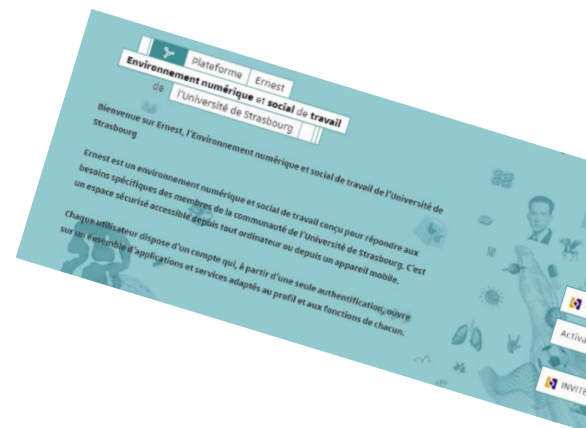 Plateforme Ernest
Environnement numérique et social de travail
de l'Université de Strasbourg
Bienvenue sur Ernest, l'Environnement numérique et social de travail de l'Université de
Strasbourg
Ernest est un environnement numérique et social de travail conçu pour répondre aux
besoins spécifiques des membres de la communauté de l'Université de Strasbourg. C'est
un espace sécurisé accessible depuis tout ordinateur ou depuis un appareil mobile.
Chaque utilisateur dispose d'un compte qui, à partir d'une seule authentification, ouvre
sur un ensemble d'applications et services adaptés au profil et aux fonctions de chacun.
Activa
INVITÉ